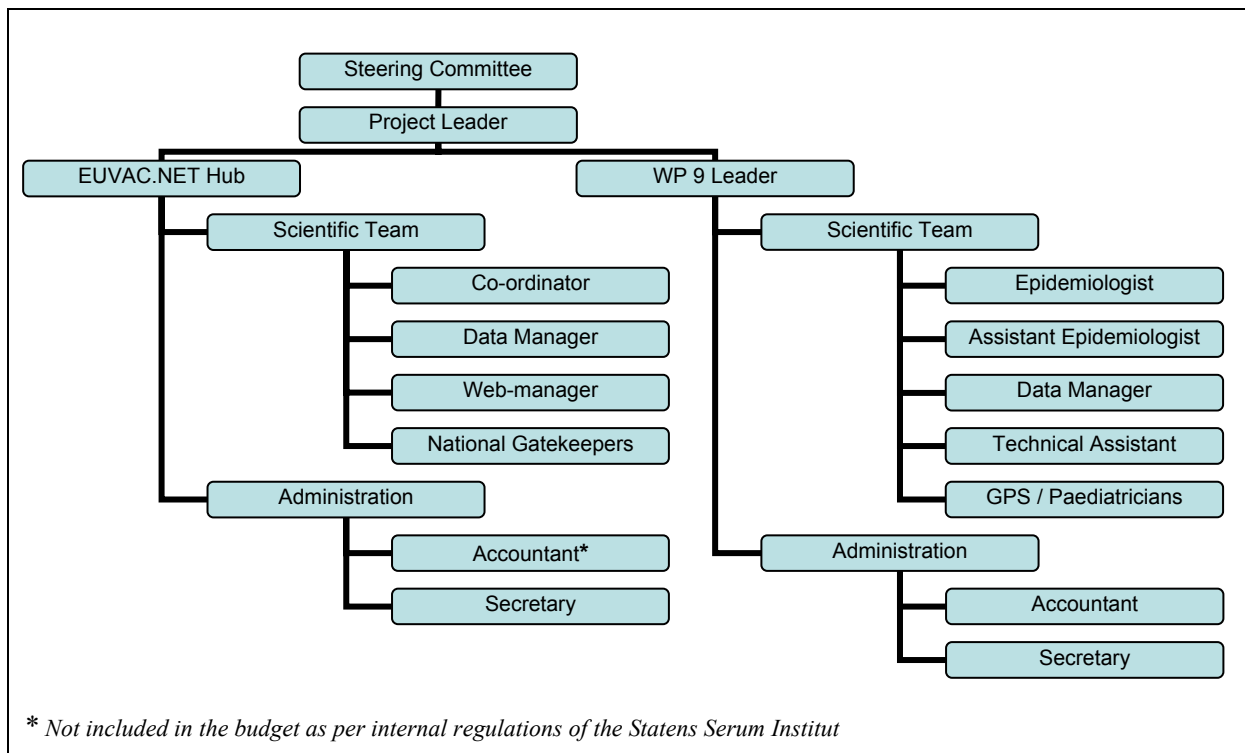 Steering Committee
Project Leader
EUVAC.NET Hub
WP 9 Leader
Scientific Team
Co-ordinator
Data Manager
Web-manager
National Gatekeepers
Administration
Accountant*
Secretary
Scientific Team
Epidemiologist
Assistant Epidemiologist
Data Manager
Technical Assistant
GPS / Paediatricians
Administration
Accountant
Secretary
* Not included in the budget as per internal regulations of the Statens Serum Institut